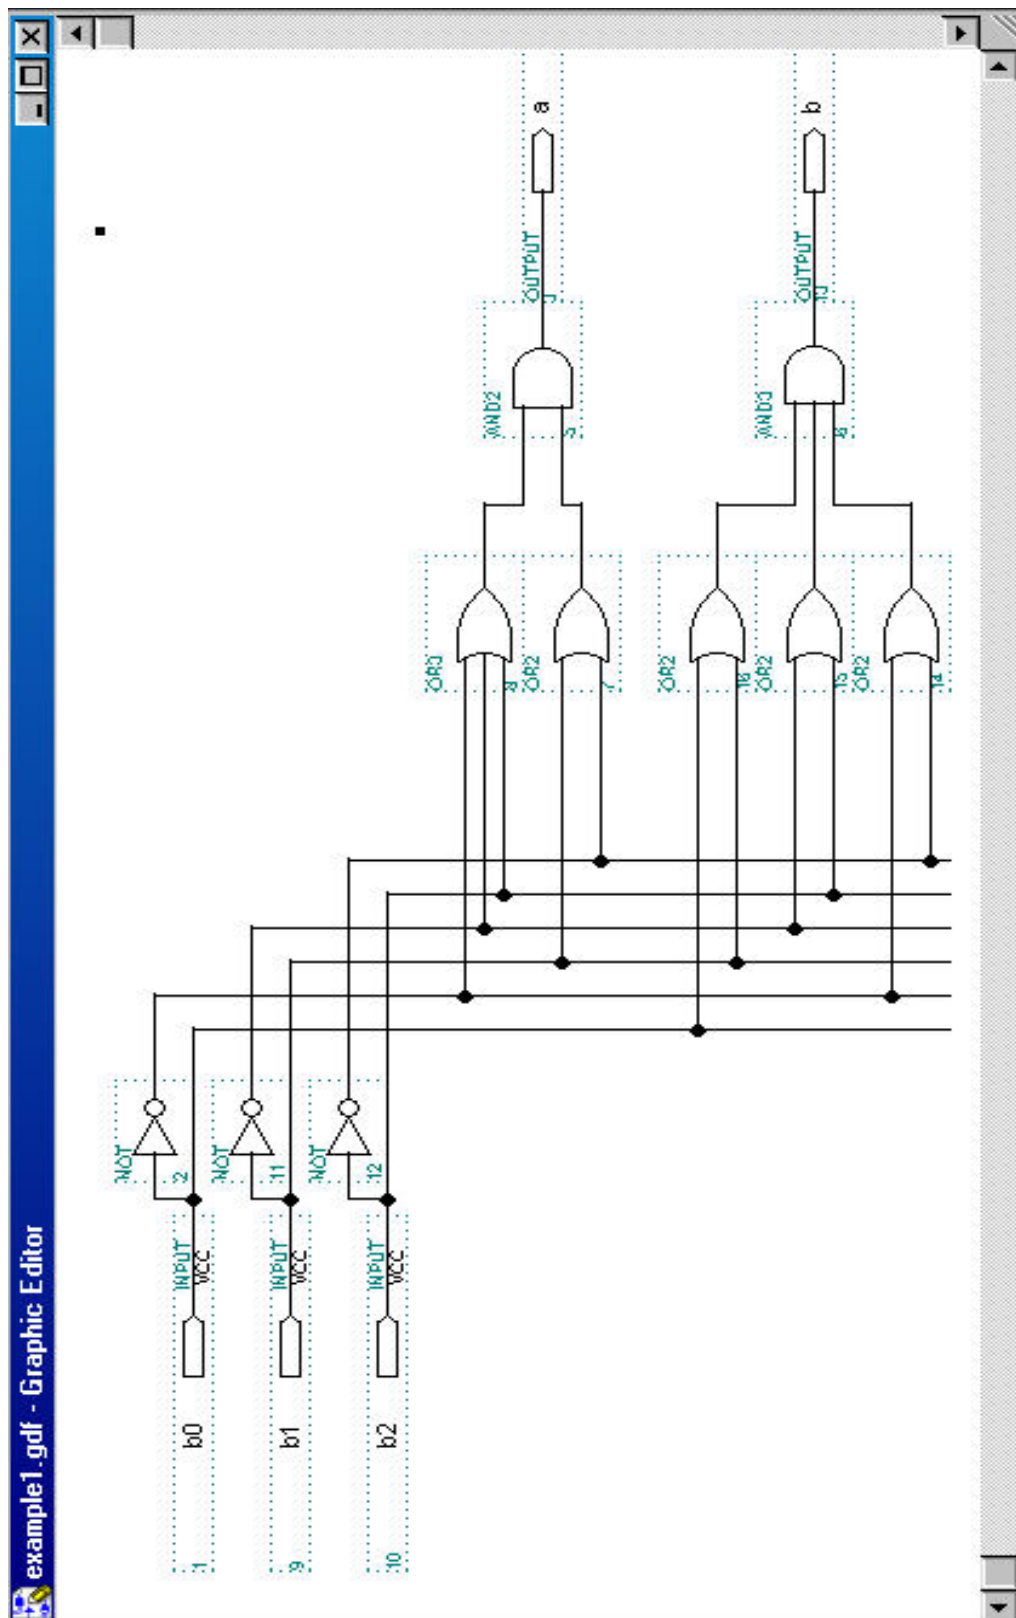 example1.gdf - Graphic Editor
NOT
2
b0
INPUT
VCC
1
NOT
11
b1
INPUT
VCC
9
NOT
12
b2
INPUT
VCC
10
OR3
8
OR2
7
AND2
5
OUTPUT
3
a
OR2
16
OR2
15
OR2
14
AND3
6
OUTPUT
13
b